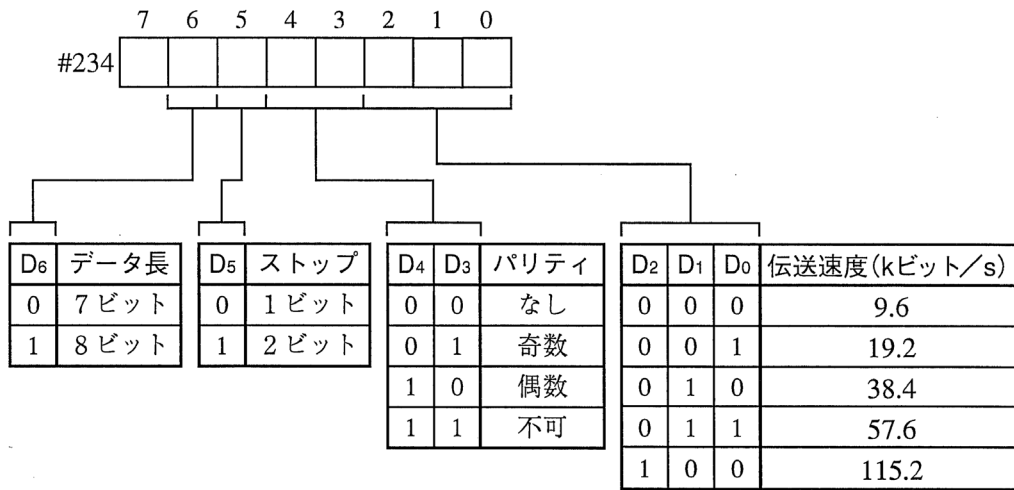 7 6 5 4 3 2 1 0
#234
D₆ データ長
0 7ビット
1 8ビット
D₅ ストップ
0 1ビット
1 2ビット
D₄ D₃ パリティ
0 0 なし
0 1 奇数
1 0 偶数
1 1 不可
D₂ D₁ D₀ 伝送速度(kビット/s)
0 0 0 9.6
0 0 1 19.2
0 1 0 38.4
0 1 1 57.6
1 0 0 115.2